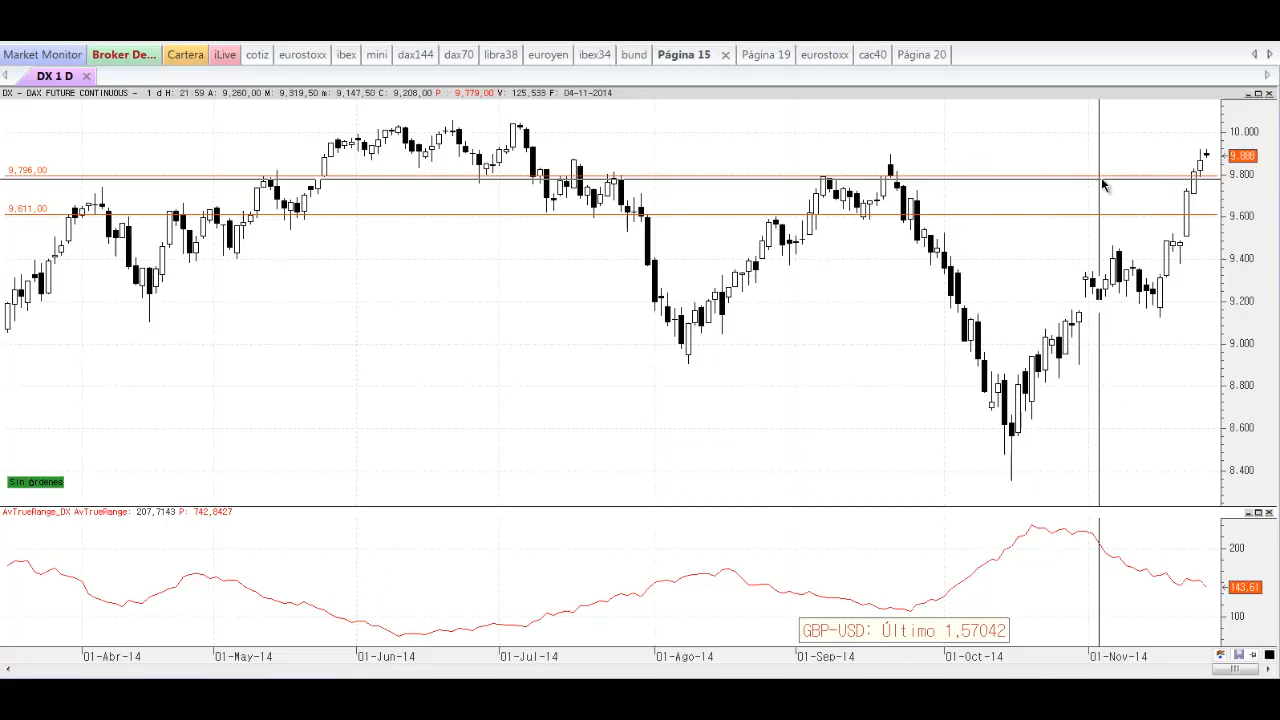 Market Monitor Broker De... Cartera iLive cotiz eurostoxx ibex mini dax144 dax70 libra38 euroyen ibex34 bund Página 15 Página 19 eurostoxx cac40 Página 20
DX 1 D
DX - DAX FUTURE CONTINUOUS - 1 d H: 21:59 A: 9,260,00 M: 9,319,50 m: 9,147,50 C: 9,208,00 P : 9,779,00 V: 125,533 F: 04-11-2014
10.000
9.888
9,796,00
9.800
9,611,00
9.600
9.400
9.200
9.000
8.800
8.600
8.400
Sin órdenes
AvTrueRange_DX AvTrueRange: 207,7143 P: 742,8427
200
143,61
100
GBP-USD: Último 1.57042
01-Abr-14 01-May-14 01-Jun-14 01-Jul-14 01-Ago-14 01-Sep-14 01-Oct-14 01-Nov-14